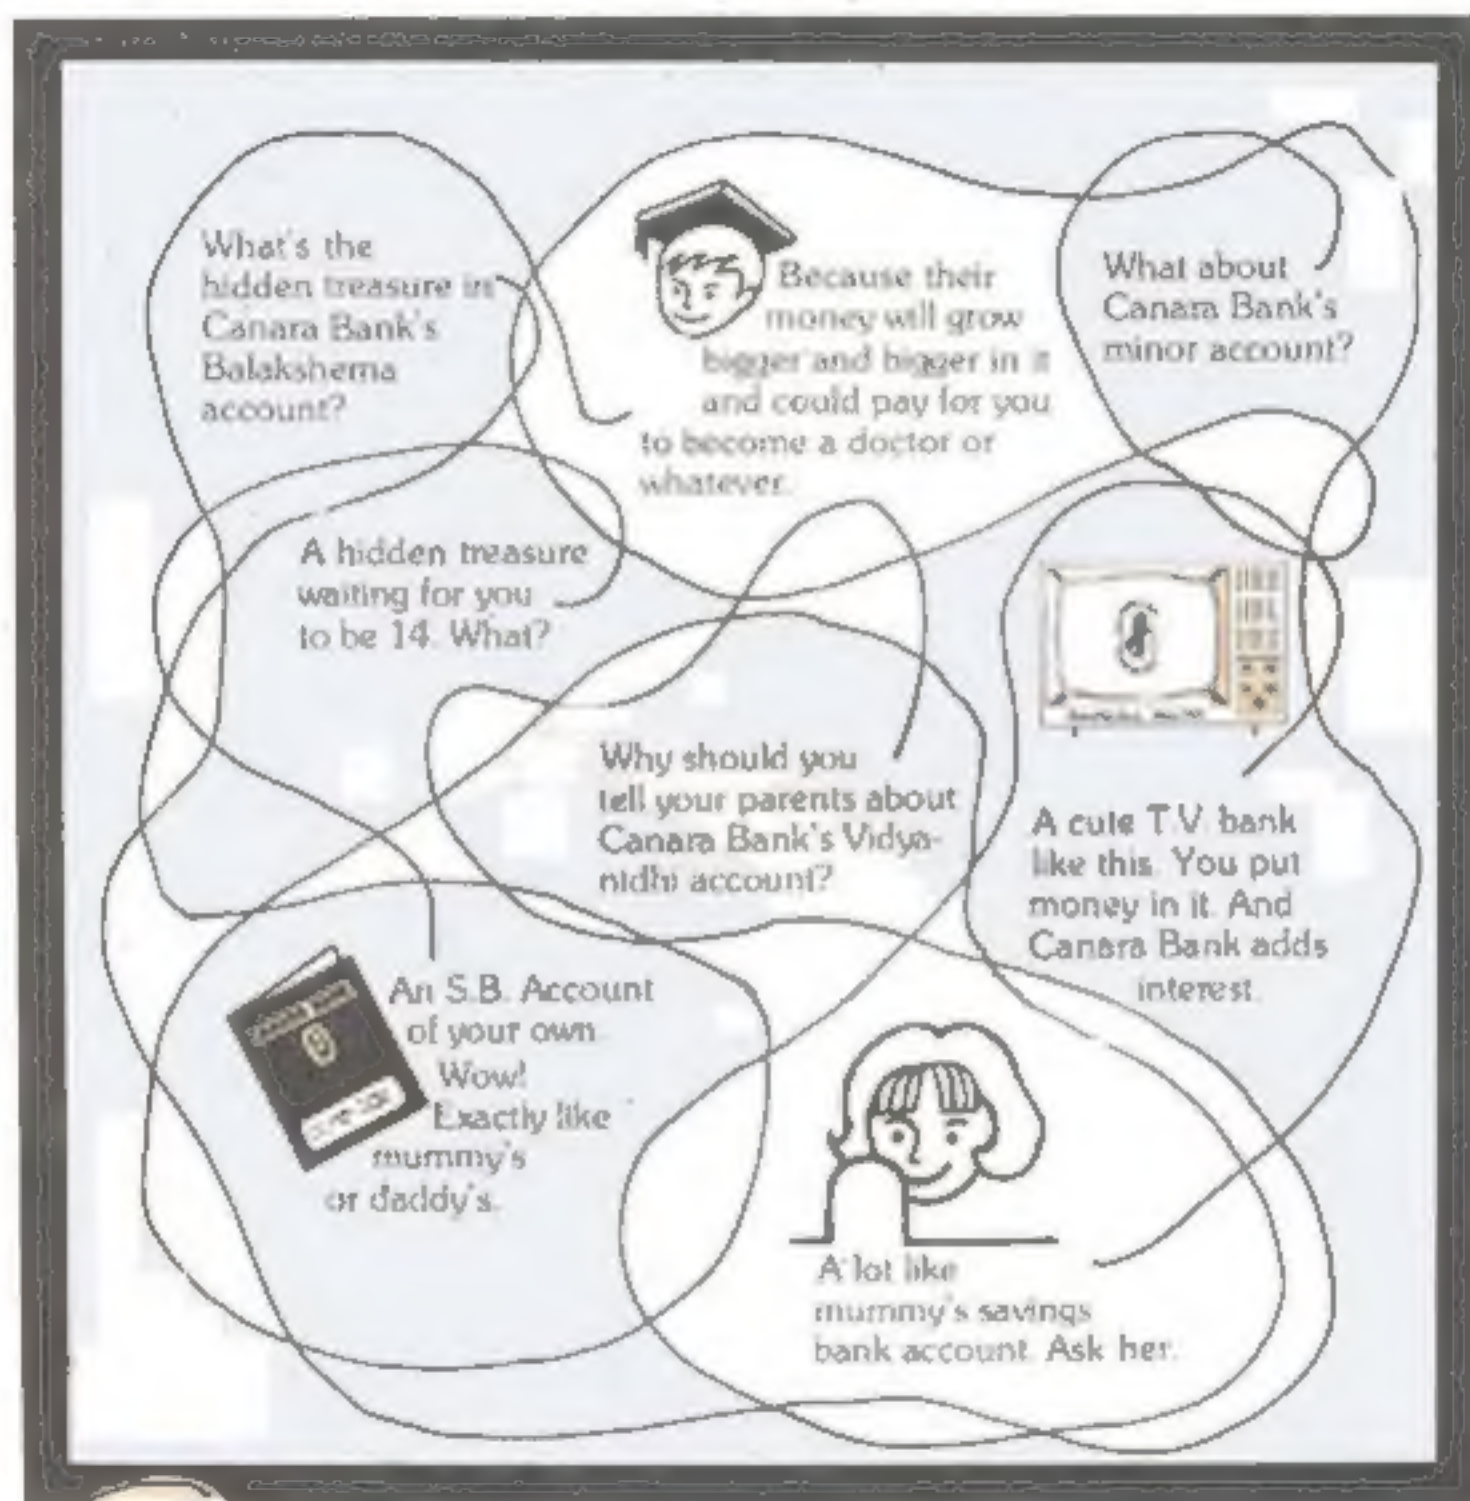 What's the
hidden treasure in
Canara Bank's
Balakshema
account?
Because their
money will grow
bigger and bigger in it
and could pay for you
to become a doctor or
whatever.
What about
Canara Bank's
minor account?
A hidden treasure
waiting for you
to be 14. What?
Why should you
tell your parents about
Canara Bank's Vidya-
nidhi account?
A cute T.V. bank
like this. You put
money in it. And
Canara Bank adds
interest.
An S.B. Account
of your own.
Wow!
Exactly like
mummy's
or daddy's.
A lot like
mummy's savings
bank account. Ask her.